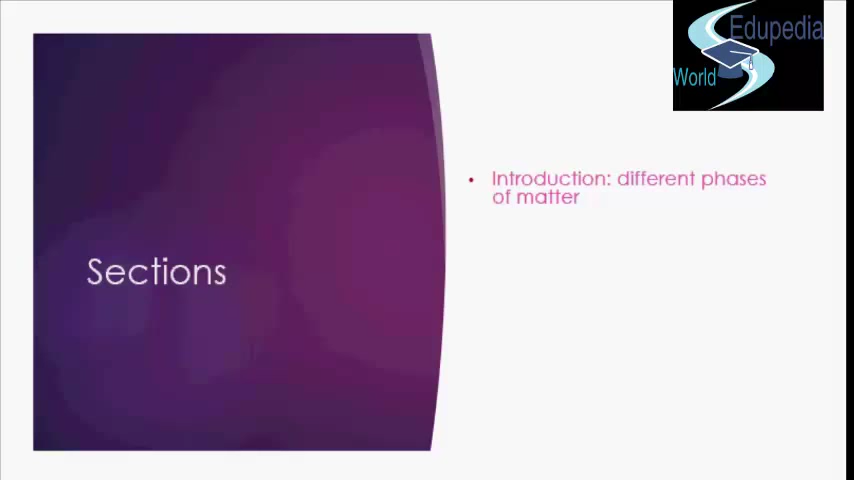 Edupedia
World
Sections
• Introduction: different phases
of matter